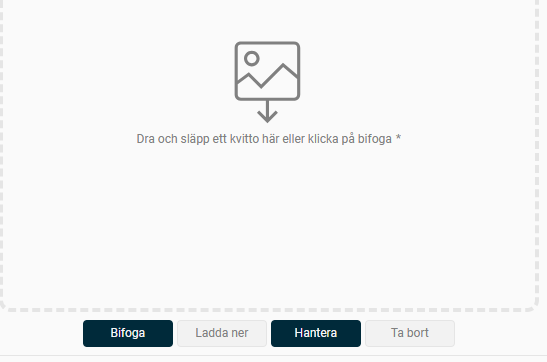 Dra och släpp ett kvitto här eller klicka på bifoga *
Bifoga Ladda ner Hantera Ta bort